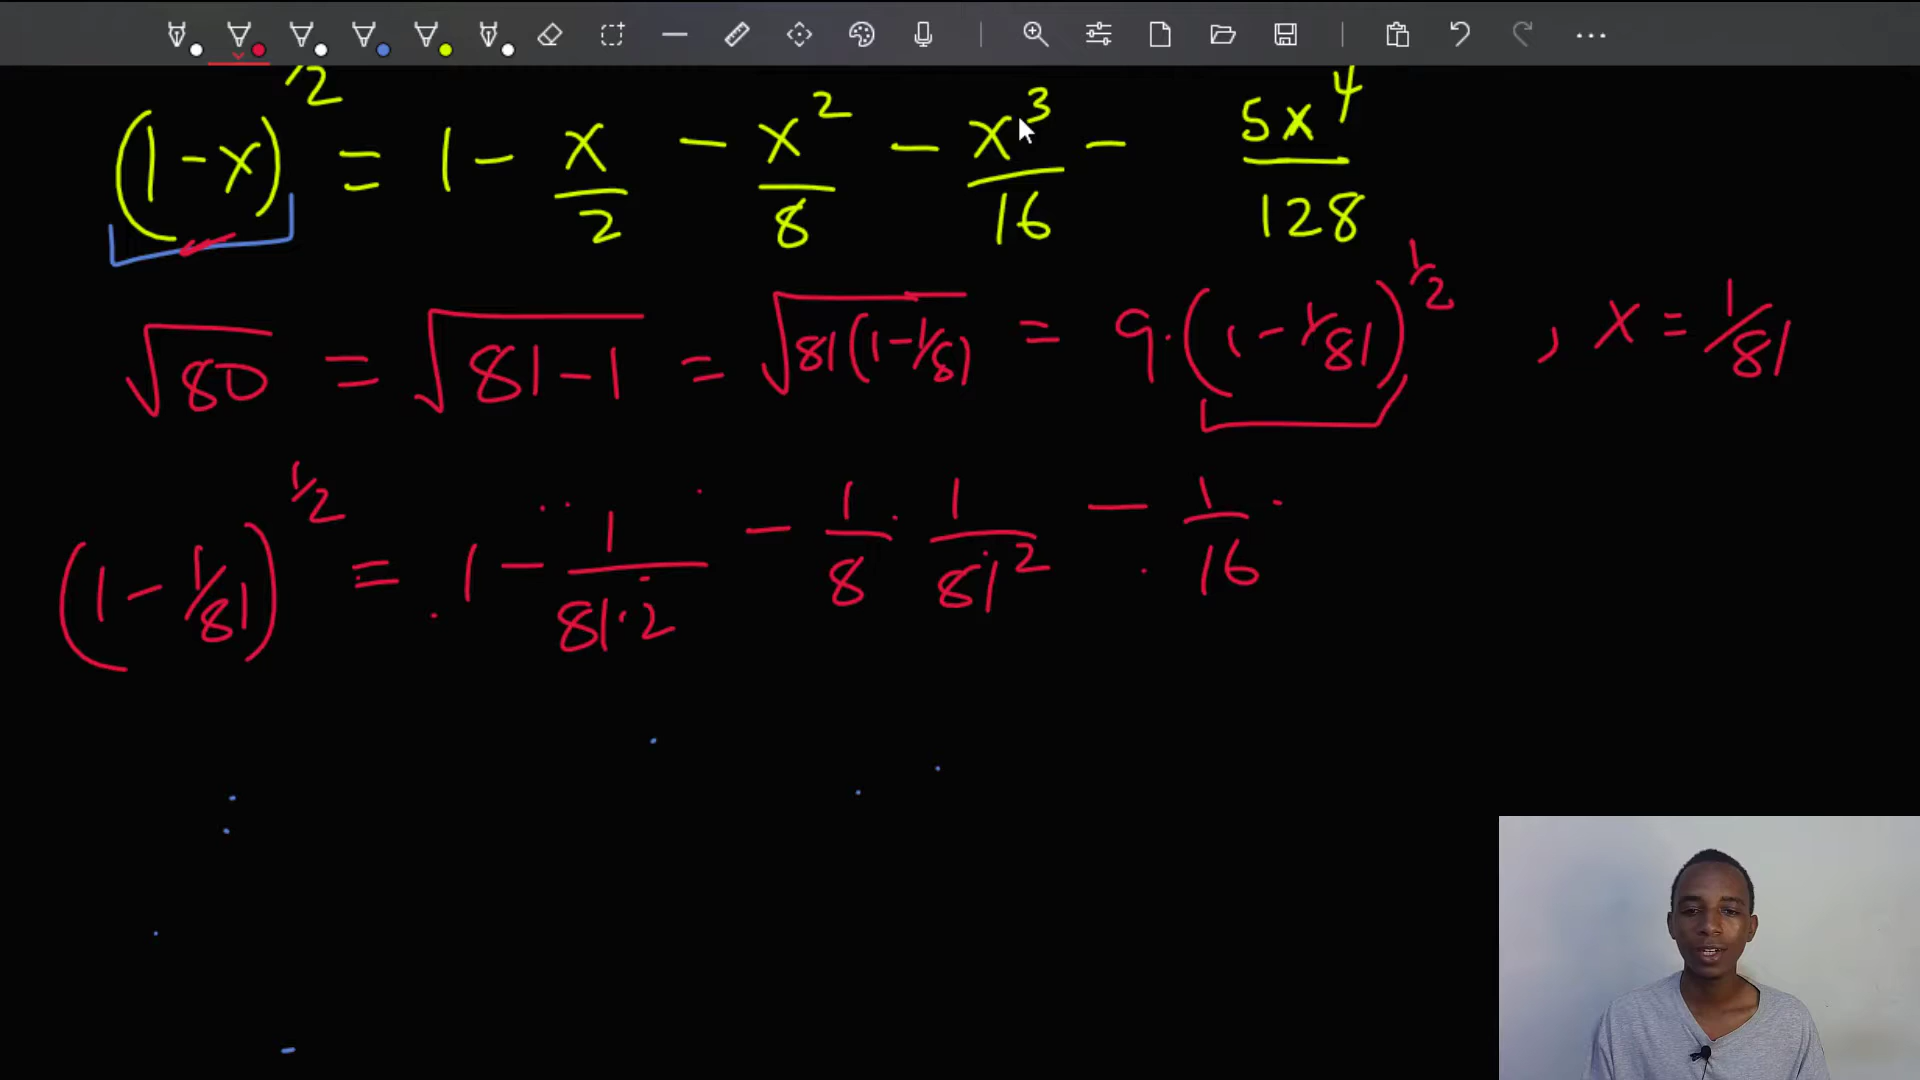 (1-x)^1/2 = 1 - x/2 - x^2/8 - x^3/16 - 5x^4/128
√80 = √81-1 = √81(1-1/81) = 9·(1-1/81)^1/2 , x = 1/81
(1-1/81)^1/2 = 1 - 1/81·2 - 1/8 · 1/81^2 - 1/16 ·